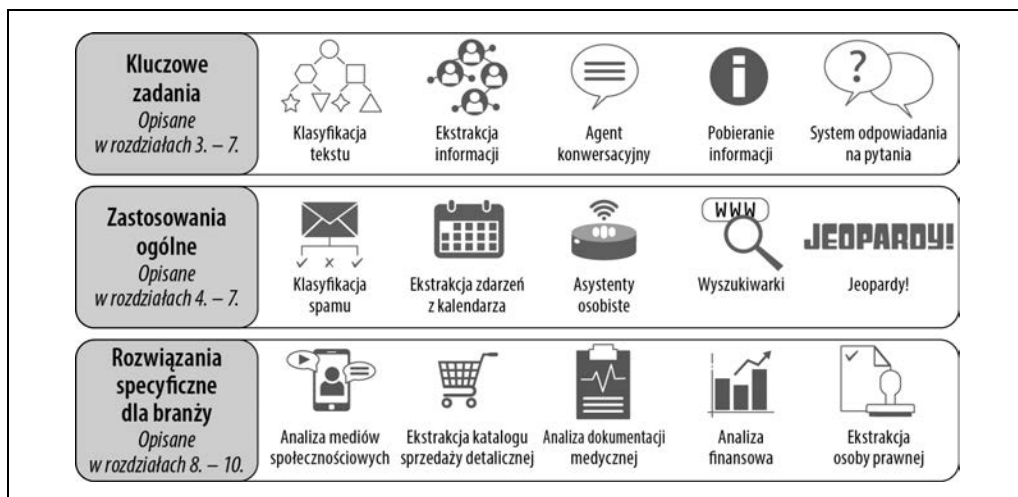 Kluczowe
zadania
Opisane
w rozdziałach 3. – 7.
Klasyfikacja
tekstu
Ekstrakcja
informacji
Agent
konwersacyjny
Pobieranie
informacji
?
System odpowiadania
na pytania
Zastosowania
ogólne
Opisane
w rozdziałach 4. – 7.
Klasyfikacja
spamu
Ekstrakcja zdarzeń
z kalendarza
Asystenty
osobiste
WWW
Wyszukiwarki
JEOPARDY!
Jeopardy!
Rozwiązania
specyficzne
dla branży
Opisane
w rozdziałach 8. – 10.
Analiza mediów
społecznościowych
Ekstrakcja katalogu
sprzedaży detalicznej
Analiza dokumentacji
medycznej
Analiza
finansowa
Ekstrakcja
osoby prawnej